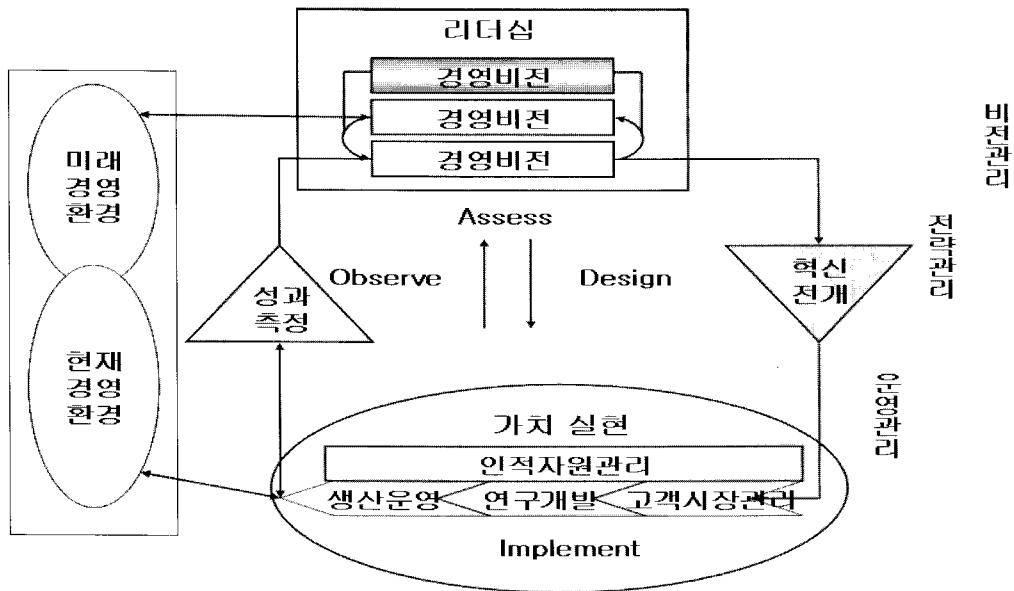 리더십
경영비전
경영비전
경영비전
비전관리
미래
경영
환경
Assess
Observe
Design
전략관리
혁신
전개
성과
측정
현재
경영
환경
운영관리
가치 실현
인적자원관리
생산운영
연구개발
고객시장관리
Implement